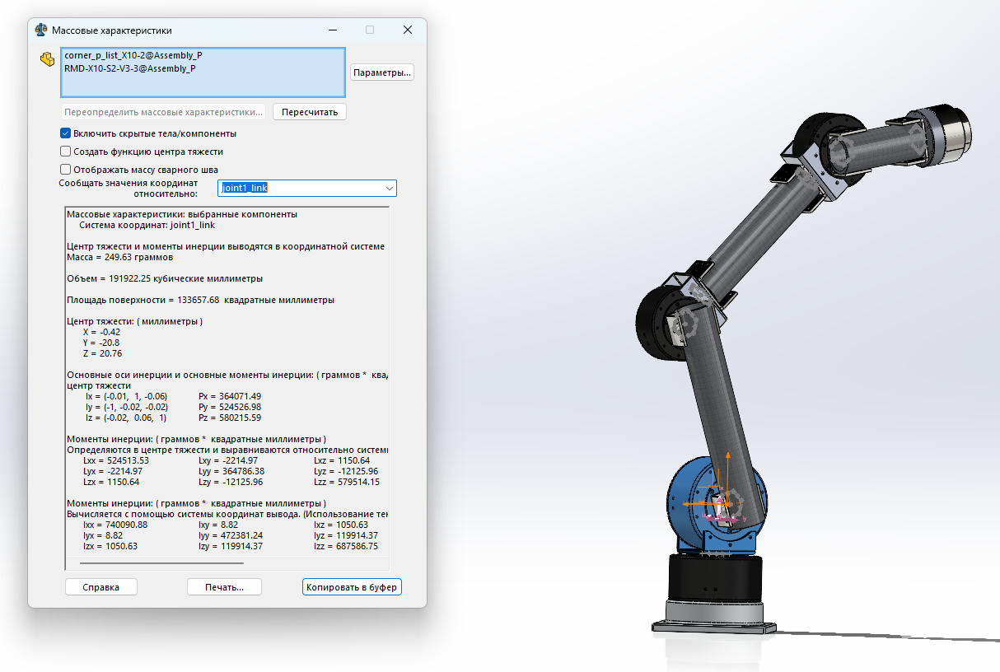 Массовые характеристики
corner_p_list_X10-2@Assembly_P
RMD-X10-S2-V3-3@Assembly_P
Параметры...
Переопределить массовые характеристики...
Пересчитать
Включить скрытые тела/компоненты
Создать функцию центра тяжести
Отображать массу сварного шва
Сообщать значения координат
относительно:
joint1_link
Массовые характеристики: выбранные компоненты
Система координат: joint1_link
Центр тяжести и моменты инерции выводятся в координатной системе
Масса = 249.63 граммов
Объем = 191922.25 кубические миллиметры
Площадь поверхности = 133657.68 квадратные миллиметры
Центр тяжести: ( миллиметры )
X = -0.42
Y = -20.8
Z = 20.76
Основные оси инерции и основные моменты инерции: ( граммов * ква
центр тяжести
Ix = (-0.01, 1, -0.06) Px = 364071.49
Iy = (-1, -0.02, -0.02) Py = 524526.98
Iz = (-0.02, 0.06, 1) Pz = 580215.59
Моменты инерции: ( граммов * квадратные миллиметры )
Определяются в центре тяжести и выравниваются относительно систем
Lxx = 524513.53 Lxy = -2214.97 Lxz = 1150.64
Lyx = -2214.97 Lyy = 364786.38 Lyz = -12125.96
Lzx = 1150.64 Lzy = -12125.96 Lzz = 579514.15
Моменты инерции: ( граммов * квадратные миллиметры )
Вычисляется с помощью системы координат вывода. (Использование те
Ixx = 740090.88 Ixy = 8.82 Ixz = 1050.63
Iyx = 8.82 Iyy = 472381.24 Iyz = 119914.37
Izx = 1050.63 Izy = 119914.37 Izz = 687586.75
Справка
Печать...
Копировать в буфер